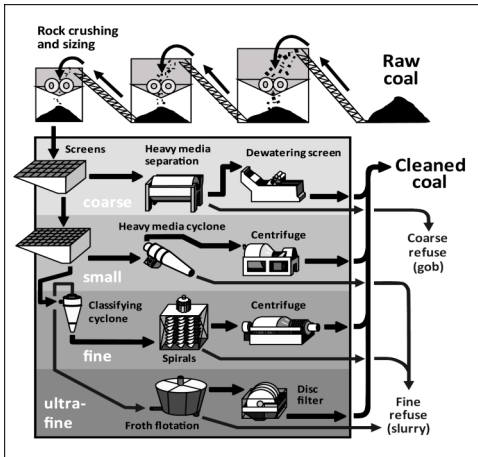 Rock crushing
and sizing
Raw
coal
Screens
Heavy media
separation
Dewatering screen
Cleaned
coal
coarse
Heavy media cyclone
Centrifuge
Coarse
refuse
(gob)
small
Classifying
cyclone
Centrifuge
fine
Spirals
ultra-
fine
Disc
filter
Froth flotation
Fine
refuse
(slurry)